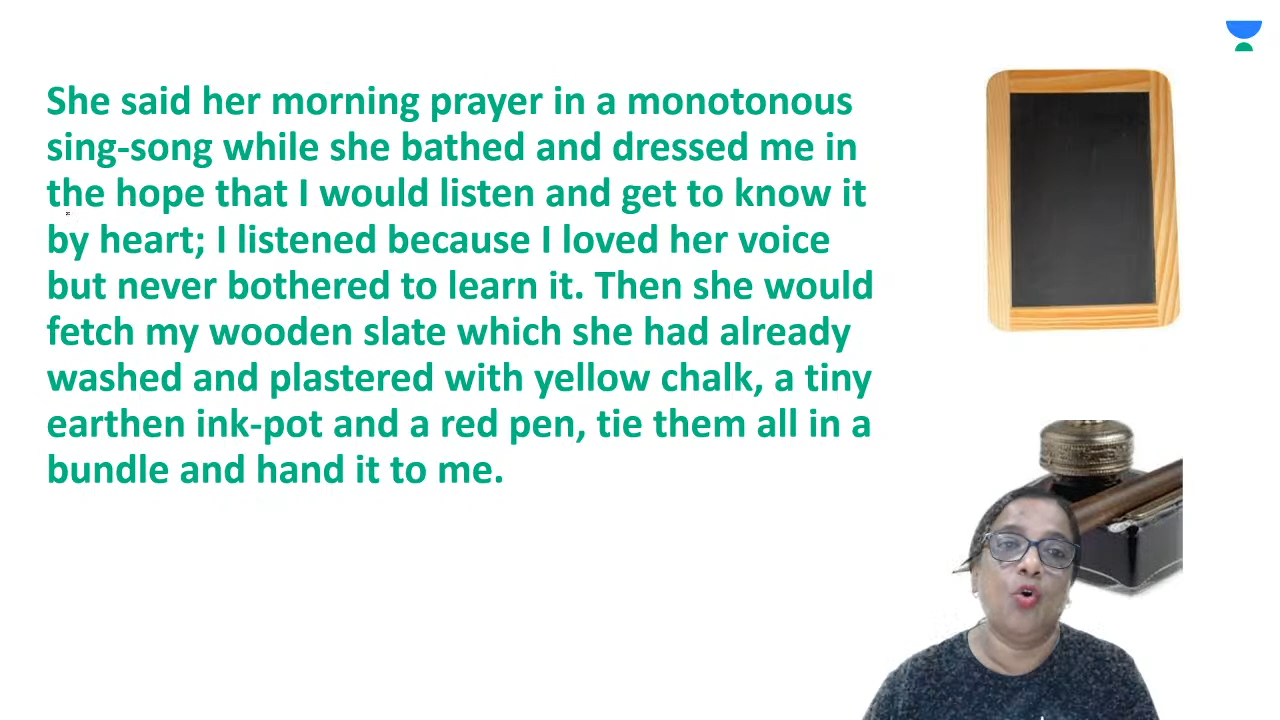 She said her morning prayer in a monotonous
sing-song while she bathed and dressed me in
the hope that I would listen and get to know it
by heart; I listened because I loved her voice
but never bothered to learn it. Then she would
fetch my wooden slate which she had already
washed and plastered with yellow chalk, a tiny
earthen ink-pot and a red pen, tie them all in a
bundle and hand it to me.